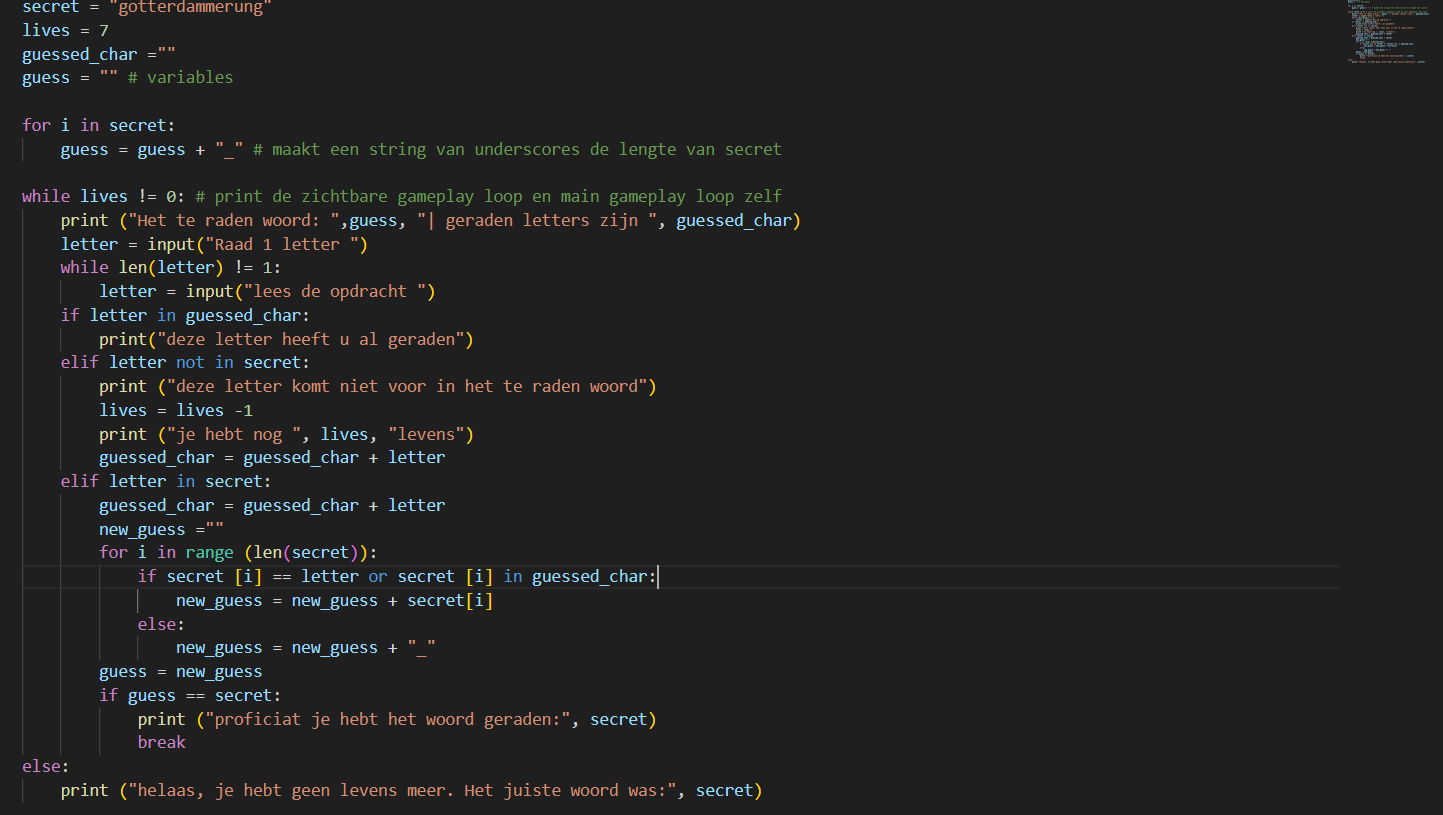 secret = "gotterdammerung"
lives = 7
guessed_char =""
guess = "" # variables

for i in secret:
    guess = guess + "_" # maakt een string van underscores de lengte van secret

while lives != 0: # print de zichtbare gameplay loop en main gameplay loop zelf
    print ("Het te raden woord: ",guess, "| geraden letters zijn ", guessed_char)
    letter = input("Raad 1 letter ")
    while len(letter) != 1:
        letter = input("lees de opdracht ")
    if letter in guessed_char:
        print("deze letter heeft u al geraden")
    elif letter not in secret:
        print ("deze letter komt niet voor in het te raden woord")
        lives = lives -1
        print ("je hebt nog ", lives, "levens")
        guessed_char = guessed_char + letter
    elif letter in secret:
        guessed_char = guessed_char + letter
        new_guess =""
        for i in range (len(secret)):
            if secret [i] == letter or secret [i] in guessed_char:
                new_guess = new_guess + secret[i]
            else:
                new_guess = new_guess + "_"
        guess = new_guess
        if guess == secret:
            print ("proficiat je hebt het woord geraden:", secret)
            break
else:
    print ("helaas, je hebt geen levens meer. Het juiste woord was:", secret)